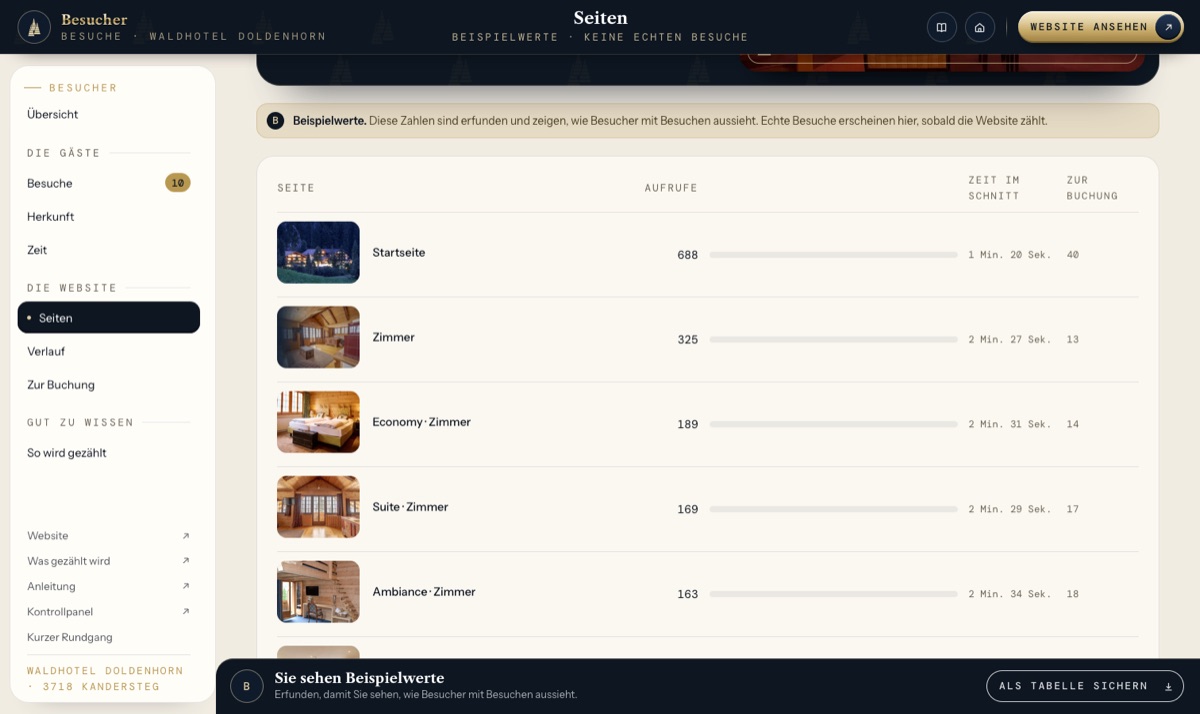 Besucher
BESUCHE · WALDHOTEL DOLDENHORN
Seiten
BEISPIELWERTE · KEINE ECHTEN BESUCHE
WEBSITE ANSEHEN
BESUCHER
Übersicht
DIE GÄSTE
Besuche 10
Herkunft
Zeit
DIE WEBSITE
Seiten
Verlauf
Zur Buchung
GUT ZU WISSEN
So wird gezählt
Website
Was gezählt wird
Anleitung
Kontrollpanel
Kurzer Rundgang
WALDHOTEL DOLDENHORN
· 3718 KANDERSTEG
B Beispielwerte. Diese Zahlen sind erfunden und zeigen, wie Besucher mit Besuchen aussieht. Echte Besuche erscheinen hier, sobald die Website zählt.
SEITE AUFRUFE ZEIT IM SCHNITT ZUR BUCHUNG
Startseite 688 1 Min. 20 Sek. 40
Zimmer 325 2 Min. 27 Sek. 13
Economy · Zimmer 189 2 Min. 31 Sek. 14
Suite · Zimmer 169 2 Min. 29 Sek. 17
Ambiance · Zimmer 163 2 Min. 34 Sek. 18
B Sie sehen Beispielwerte
Erfunden, damit Sie sehen, wie Besucher mit Besuchen aussieht.
ALS TABELLE SICHERN